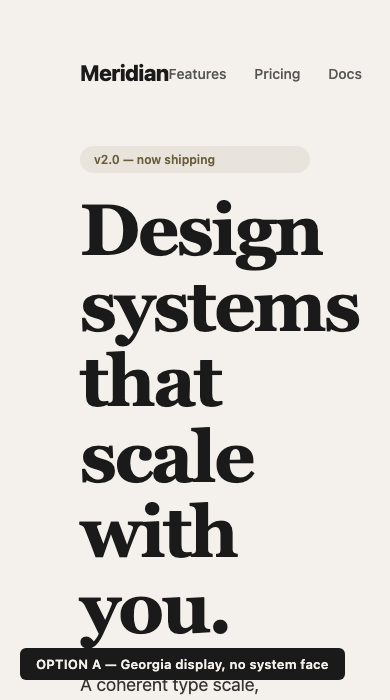 Meridian Features Pricing Docs
v2.0 — now shipping
Design
systems
that
scale
with
you.
OPTION A — Georgia display, no system face
A coherent type scale,